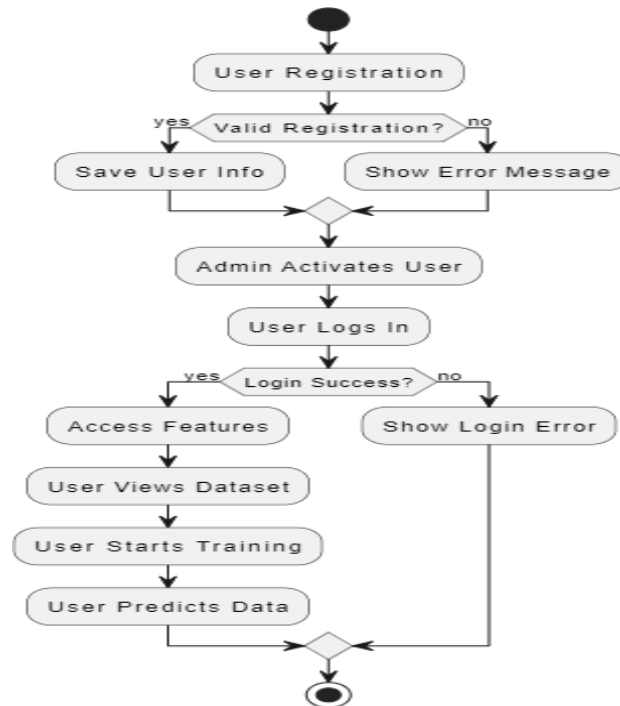 User Registration
yes
Valid Registration?
no
Save User Info
Show Error Message
Admin Activates User
User Logs In
yes
Login Success?
no
Access Features
Show Login Error
User Views Dataset
User Starts Training
User Predicts Data